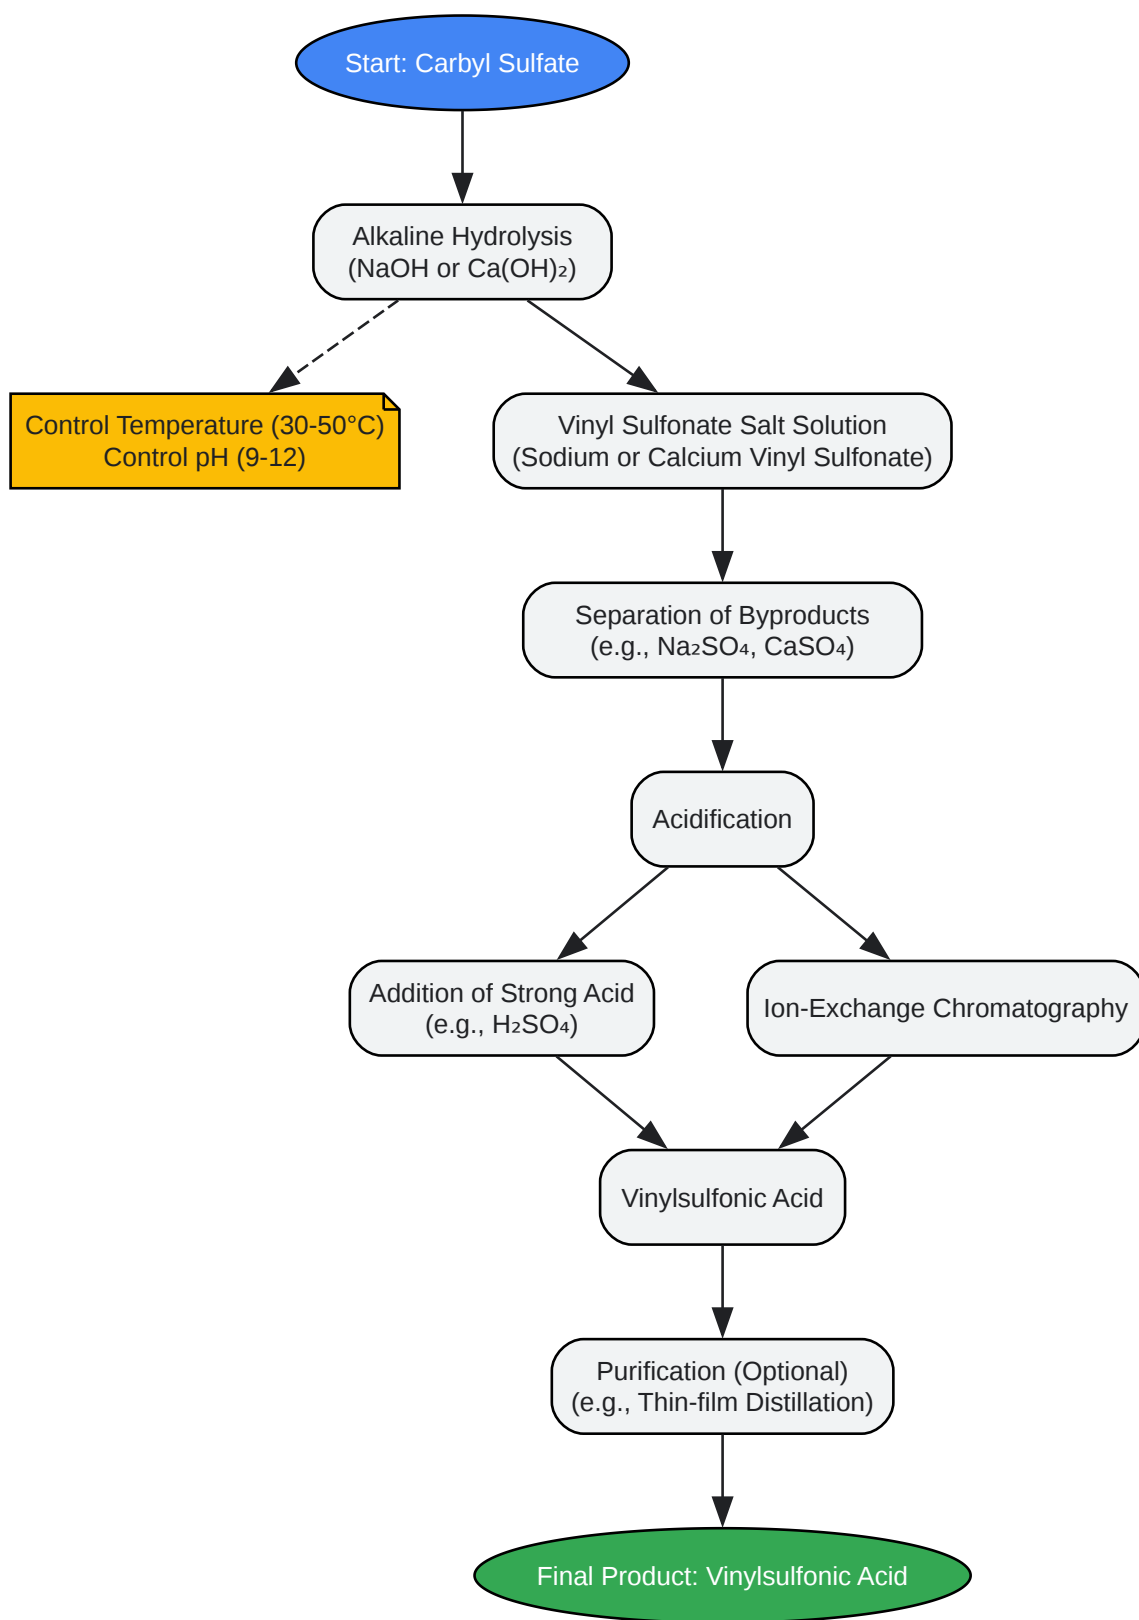 Start: Carbyl Sulfate
Alkaline Hydrolysis
(NaOH or Ca(OH)₂)
Control Temperature (30-50°C)
Control pH (9-12)
Vinyl Sulfonate Salt Solution
(Sodium or Calcium Vinyl Sulfonate)
Separation of Byproducts
(e.g., Na₂SO₄, CaSO₄)
Acidification
Addition of Strong Acid
(e.g., H₂SO₄)
Ion-Exchange Chromatography
Vinylsulfonic Acid
Purification (Optional)
(e.g., Thin-film Distillation)
Final Product: Vinylsulfonic Acid